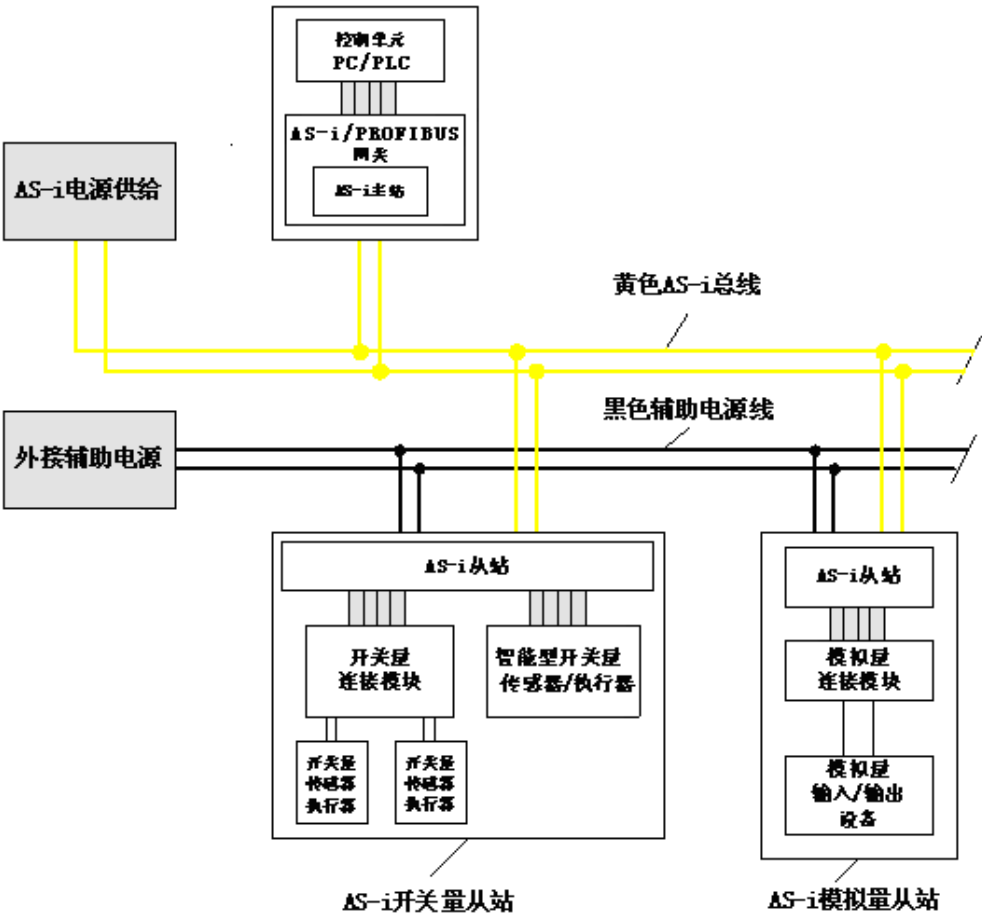 控制单元
PC/PLC
AS-i/PROFIBUS
网关
AS-i主站
AS-i电源供给
黄色AS-i总线
黑色辅助电源线
外接辅助电源
AS-i从站
开关量
连接模块
智能型开关量
传感器/执行器
开关量
传感器
执行器
开关量
传感器
执行器
AS-i从站
模拟量
连接模块
模拟量
输入/输出
设备
AS-i开关量从站
AS-i模拟量从站